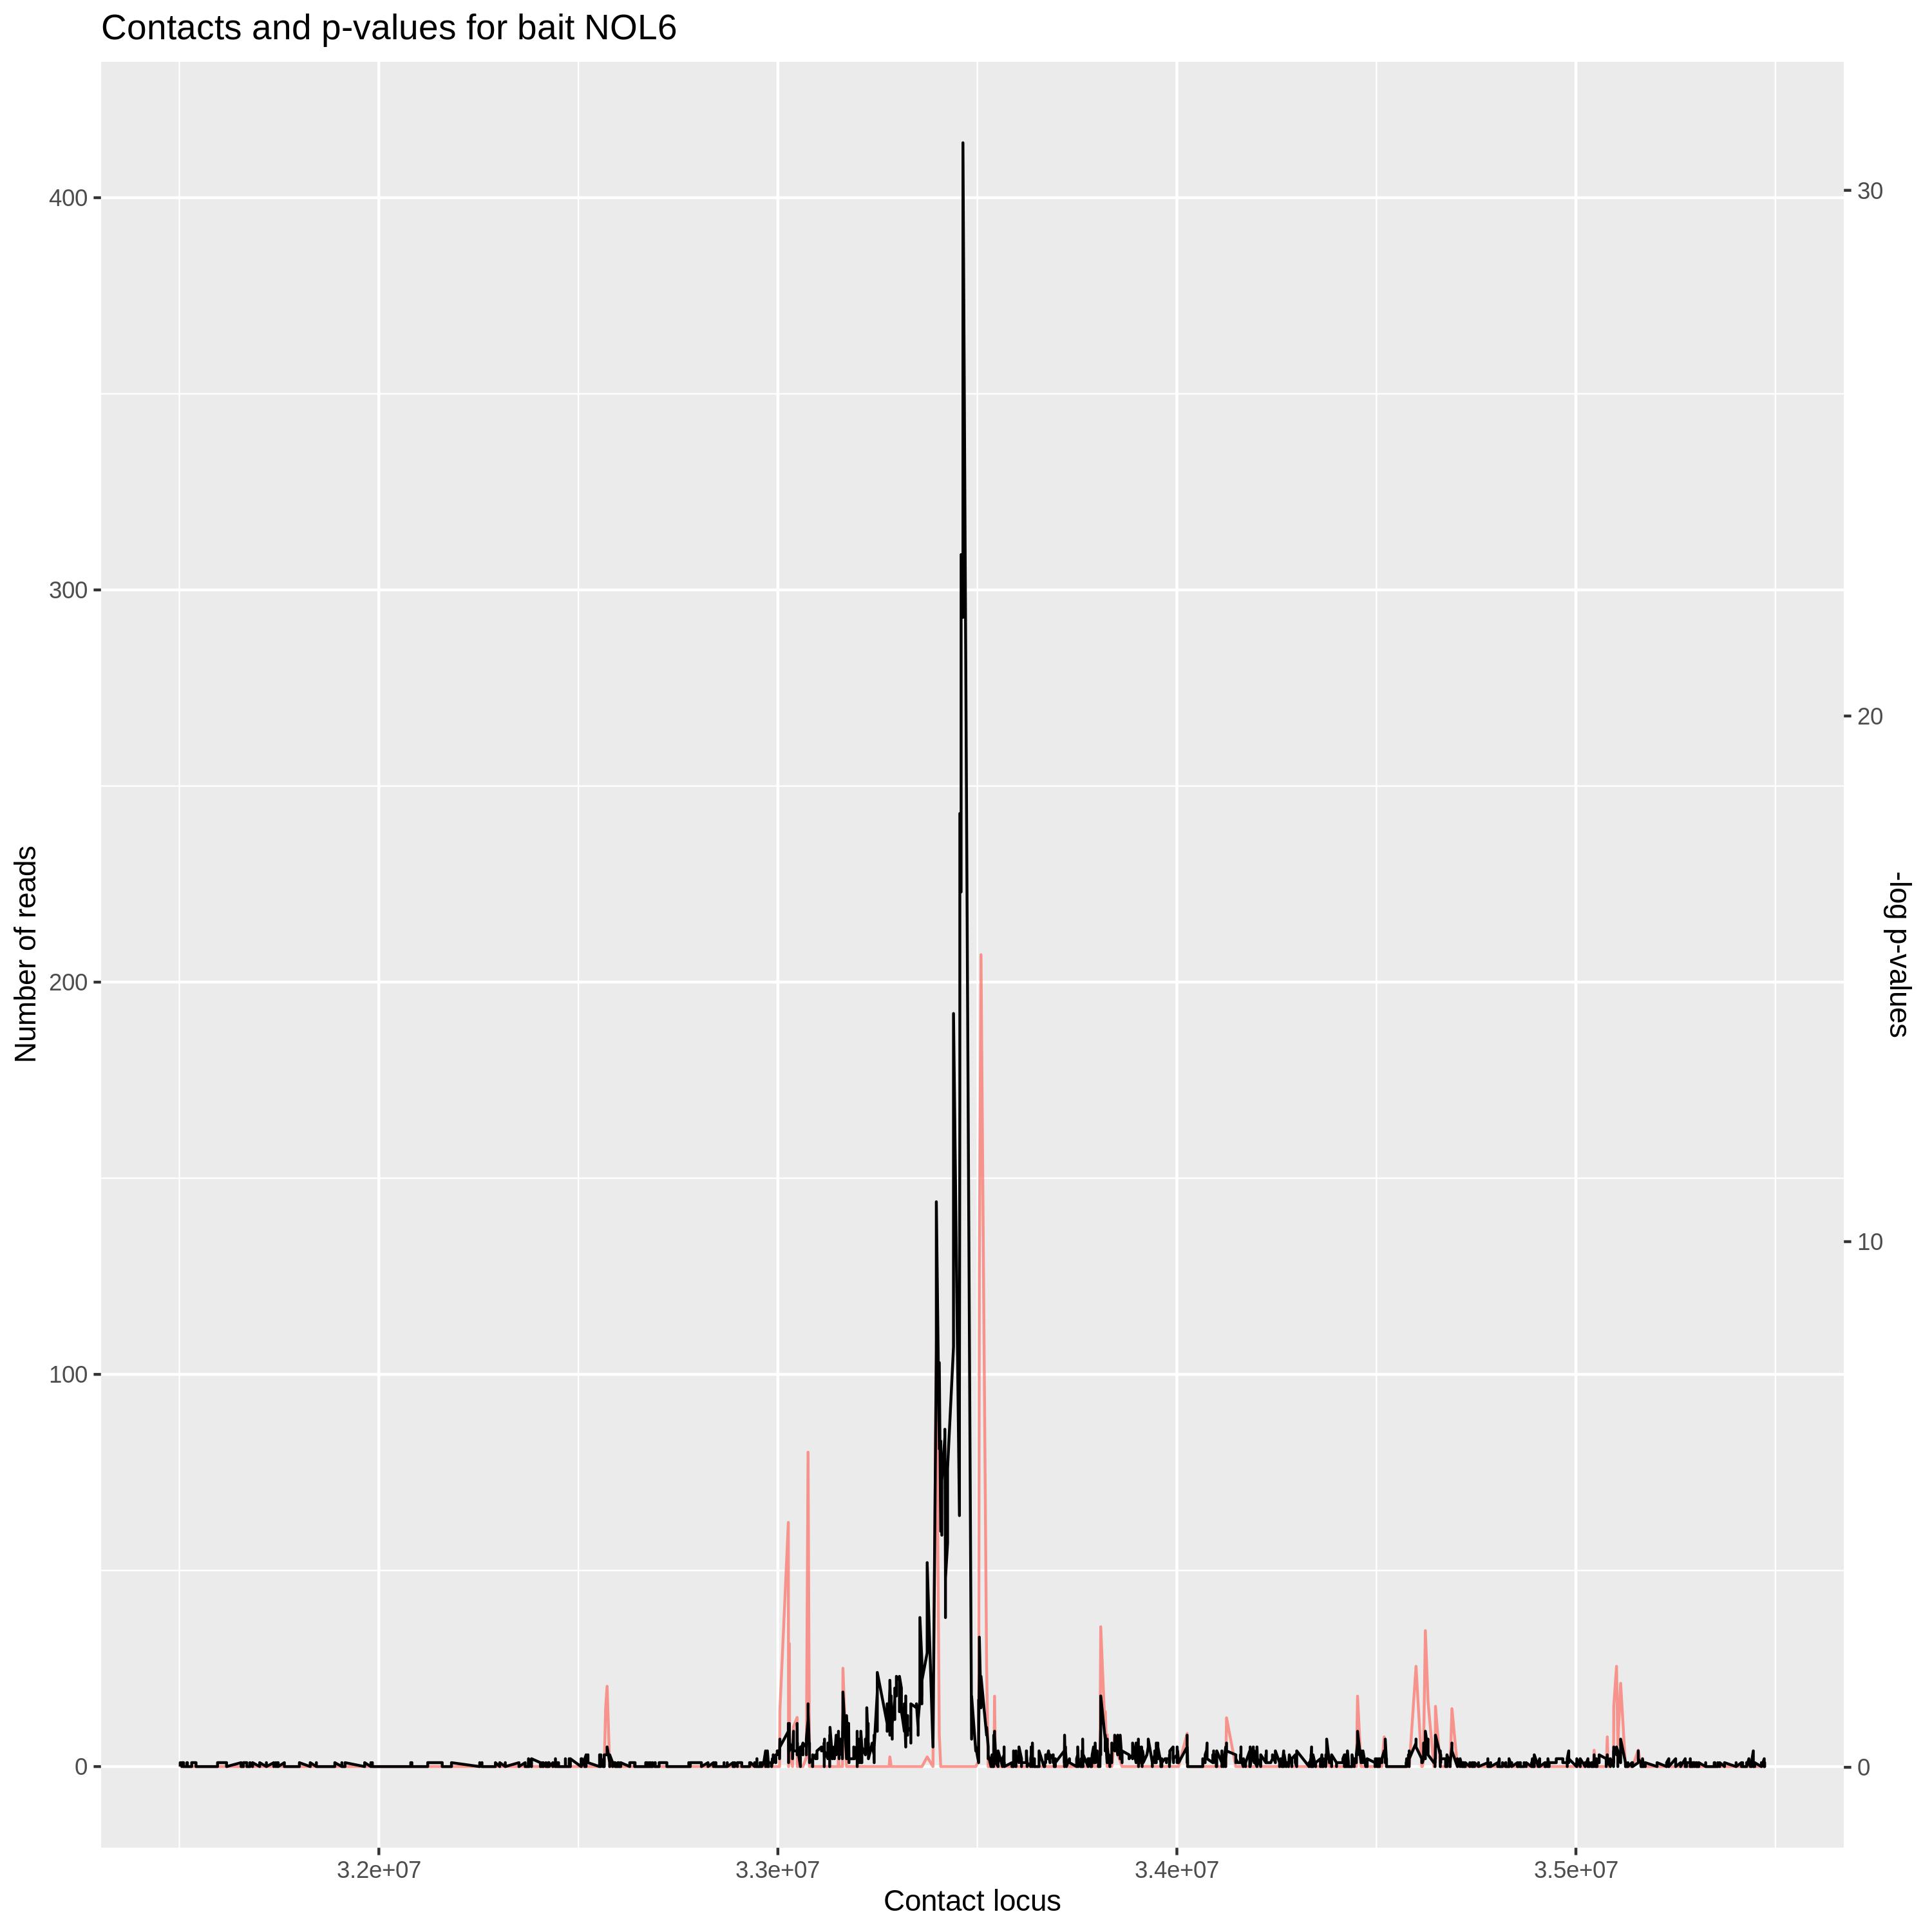 Contacts and p-values for bait NOL6
400
300
200
100
0
30
20
10
0
Number of reads
-log p-values
3.2e+07 3.3e+07 3.4e+07 3.5e+07
Contact locus